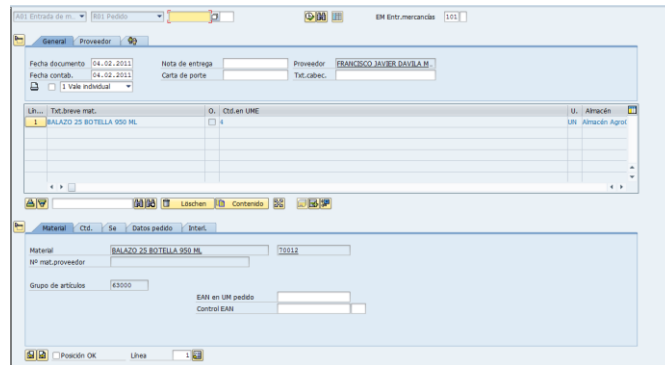 A01 Entrada de m... R01 Pedido EM Entr.mercancías 101
General Proveedor
Fecha documento 04.02.2011 Nota de entrega Proveedor FRANCISCO JAVIER DAVILA M..
Fecha contab. 04.02.2011 Carta de porte Txt.cabec.
1 Vale individual
Lín... Txt.breve mat. O. Ctd.en UME U. Almacén
1 BALAZO 25 BOTELLA 950 ML 4 UN Almacén Agro
Löschen Contenido
Material Ctd. Se Datos pedido Interl.
Material BALAZO 25 BOTELLA 950 ML 70012
Nº mat.proveedor
Grupo de artículos 63000
EAN en UM pedido
Control EAN
Posición OK Línea 1